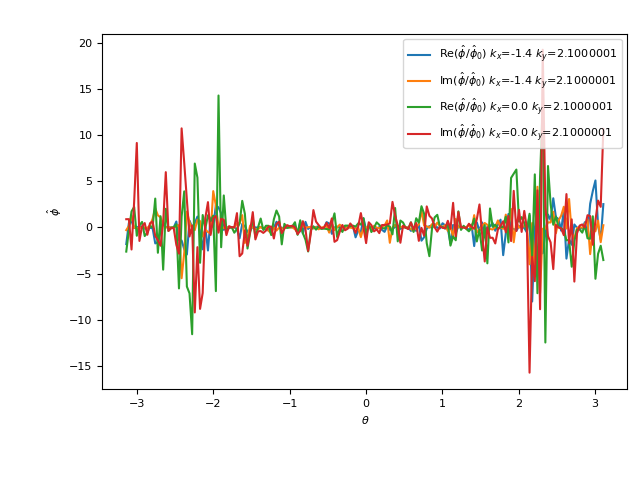 20
15
10
5
0
−5
−10
−15
−3
−2
−1
0
1
2
3
θ
ϕ̂
Re(ϕ̂/ϕ̂₀) kₓ=-1.4 k_y=2.1000001
Im(ϕ̂/ϕ̂₀) kₓ=-1.4 k_y=2.1000001
Re(ϕ̂/ϕ̂₀) kₓ=0.0 k_y=2.1000001
Im(ϕ̂/ϕ̂₀) kₓ=0.0 k_y=2.1000001